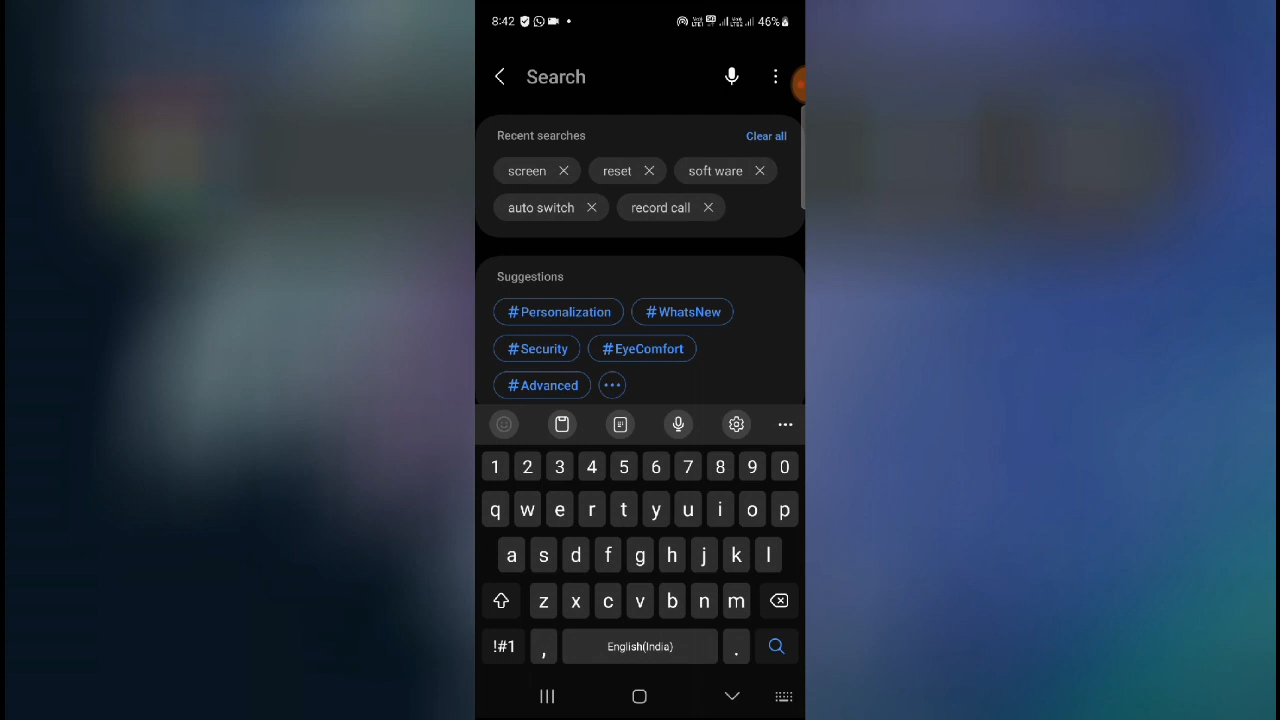 8:42 46%
Search
Recent searches Clear all
screen reset soft ware
auto switch record call
Suggestions
#Personalization #WhatsNew
#Security #EyeComfort
#Advanced
1 2 3 4 5 6 7 8 9 0
q w e r t y u i o p
a s d f g h j k l
z x c v b n m
!#1 , English(India) .